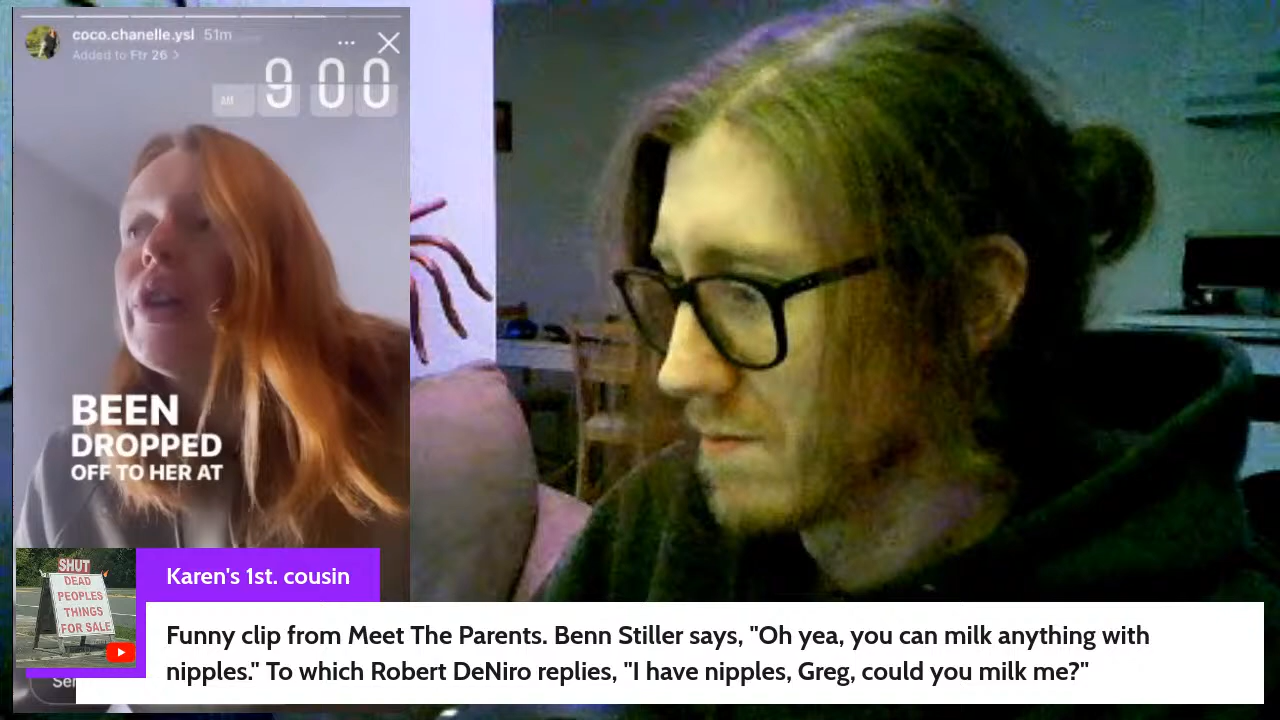 coco.chanelle.ysl 51m
Added to Ftr 26 >
AM 9 00
BEEN
DROPPED
OFF TO HER AT
SHUT
DEAD
PEOPLES
THINGS
FOR SALE
Karen's 1st. cousin
Funny clip from Meet The Parents. Benn Stiller says, "Oh yea, you can milk anything with
nipples." To which Robert DeNiro replies, "I have nipples, Greg, could you milk me?"